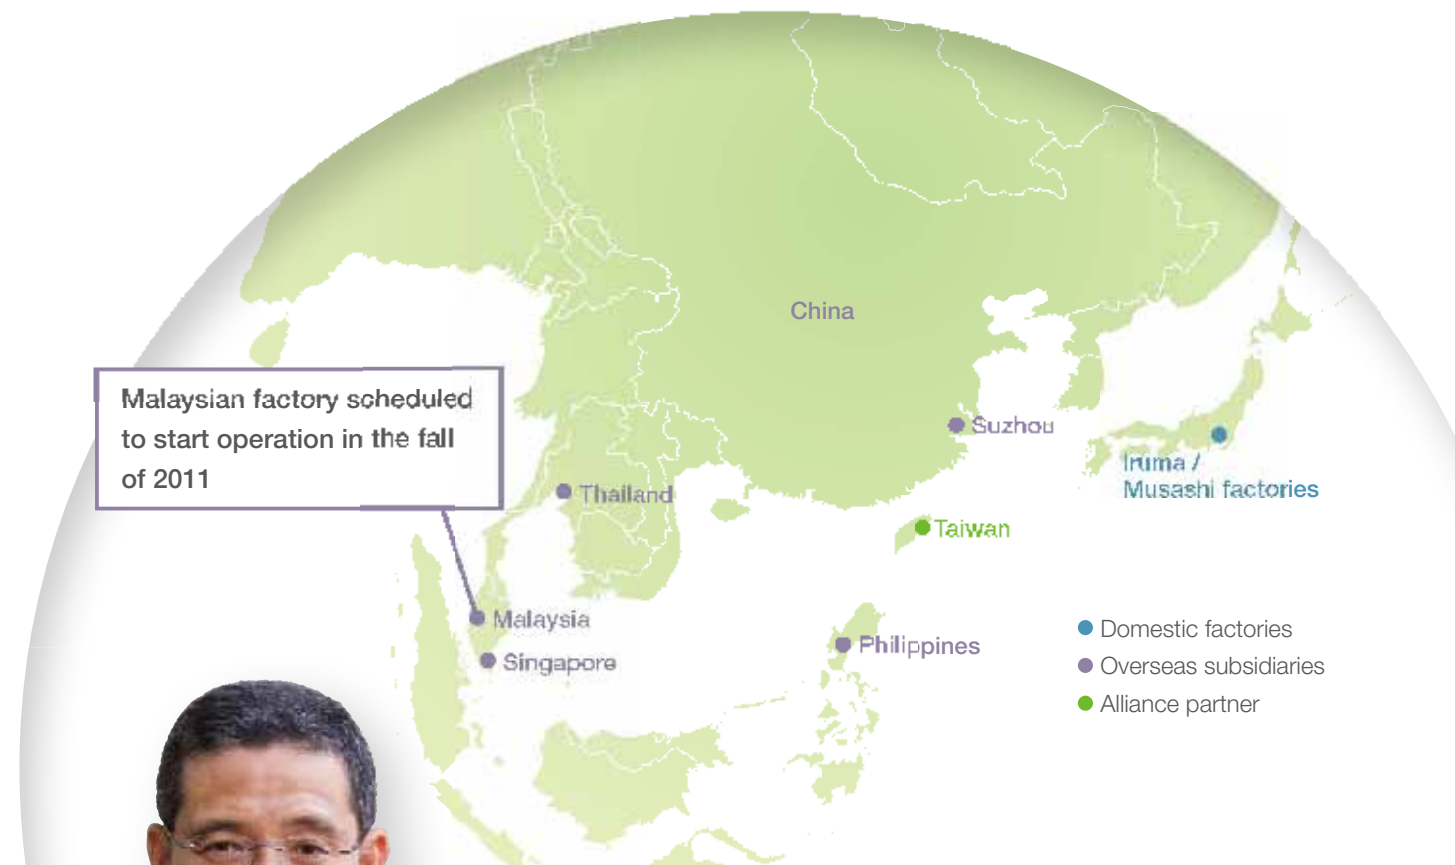 China
Malaysian factory scheduled
to start operation in the fall
of 2011
Suzhou
Iruma /
Musashi factories
Thailand
Taiwan
Malaysia
Singapore
Philippines
Domestic factories
Overseas subsidiaries
Alliance partner